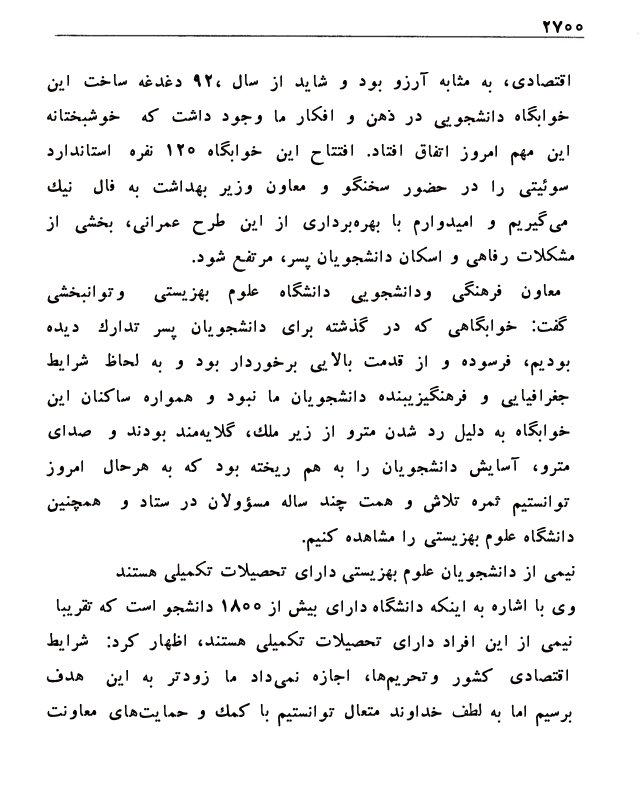 ۲۷۰۰
اقتصادی، به مثابه آرزو بود و شاید از سال ۹۲، دغدغه ساخت این
خوابگاه دانشجویی در ذهن و افکار ما وجود داشت که خوشبختانه
این مهم امروز اتفاق افتاد. افتتاح این خوابگاه ۱۲۰ نفره استاندارد
سوئیتی را در حضور سخنگو و معاون وزیر بهداشت به فال نیك
می‌گیریم و امیدوارم با بهره‌برداری از این طرح عمرانی، بخشی از
مشکلات رفاهی و اسکان دانشجویان پسر، مرتفع شود.
معاون فرهنگی ودانشجویی دانشگاه علوم بهزیستی وتوانبخشی
گفت: خوابگاهی که در گذشته برای دانشجویان پسر تدارك دیده
بودیم، فرسوده و از قدمت بالایی برخوردار بود و به لحاظ شرایط
جغرافیایی و فرهنگیزیبنده دانشجویان ما نبود و همواره ساکنان این
خوابگاه به دلیل رد شدن مترو از زیر ملك، گلایه‌مند بودند و صدای
مترو، آسایش دانشجویان را به هم ریخته بود که به هرحال امروز
توانستیم ثمره تلاش و همت چند ساله مسؤولان در ستاد و همچنین
دانشگاه علوم بهزیستی را مشاهده کنیم.
نیمی از دانشجویان علوم بهزیستی دارای تحصیلات تکمیلی هستند
وی با اشاره به اینکه دانشگاه دارای بیش از ۱۸۰۰ دانشجو است که تقریبا
نیمی از این افراد دارای تحصیلات تکمیلی هستند، اظهار کرد: شرایط
اقتصادی کشور وتحریم‌ها، اجازه نمی‌داد ما زودتر به این هدف
برسیم اما به لطف خداوند متعال توانستیم با کمك و حمایت‌های معاونت